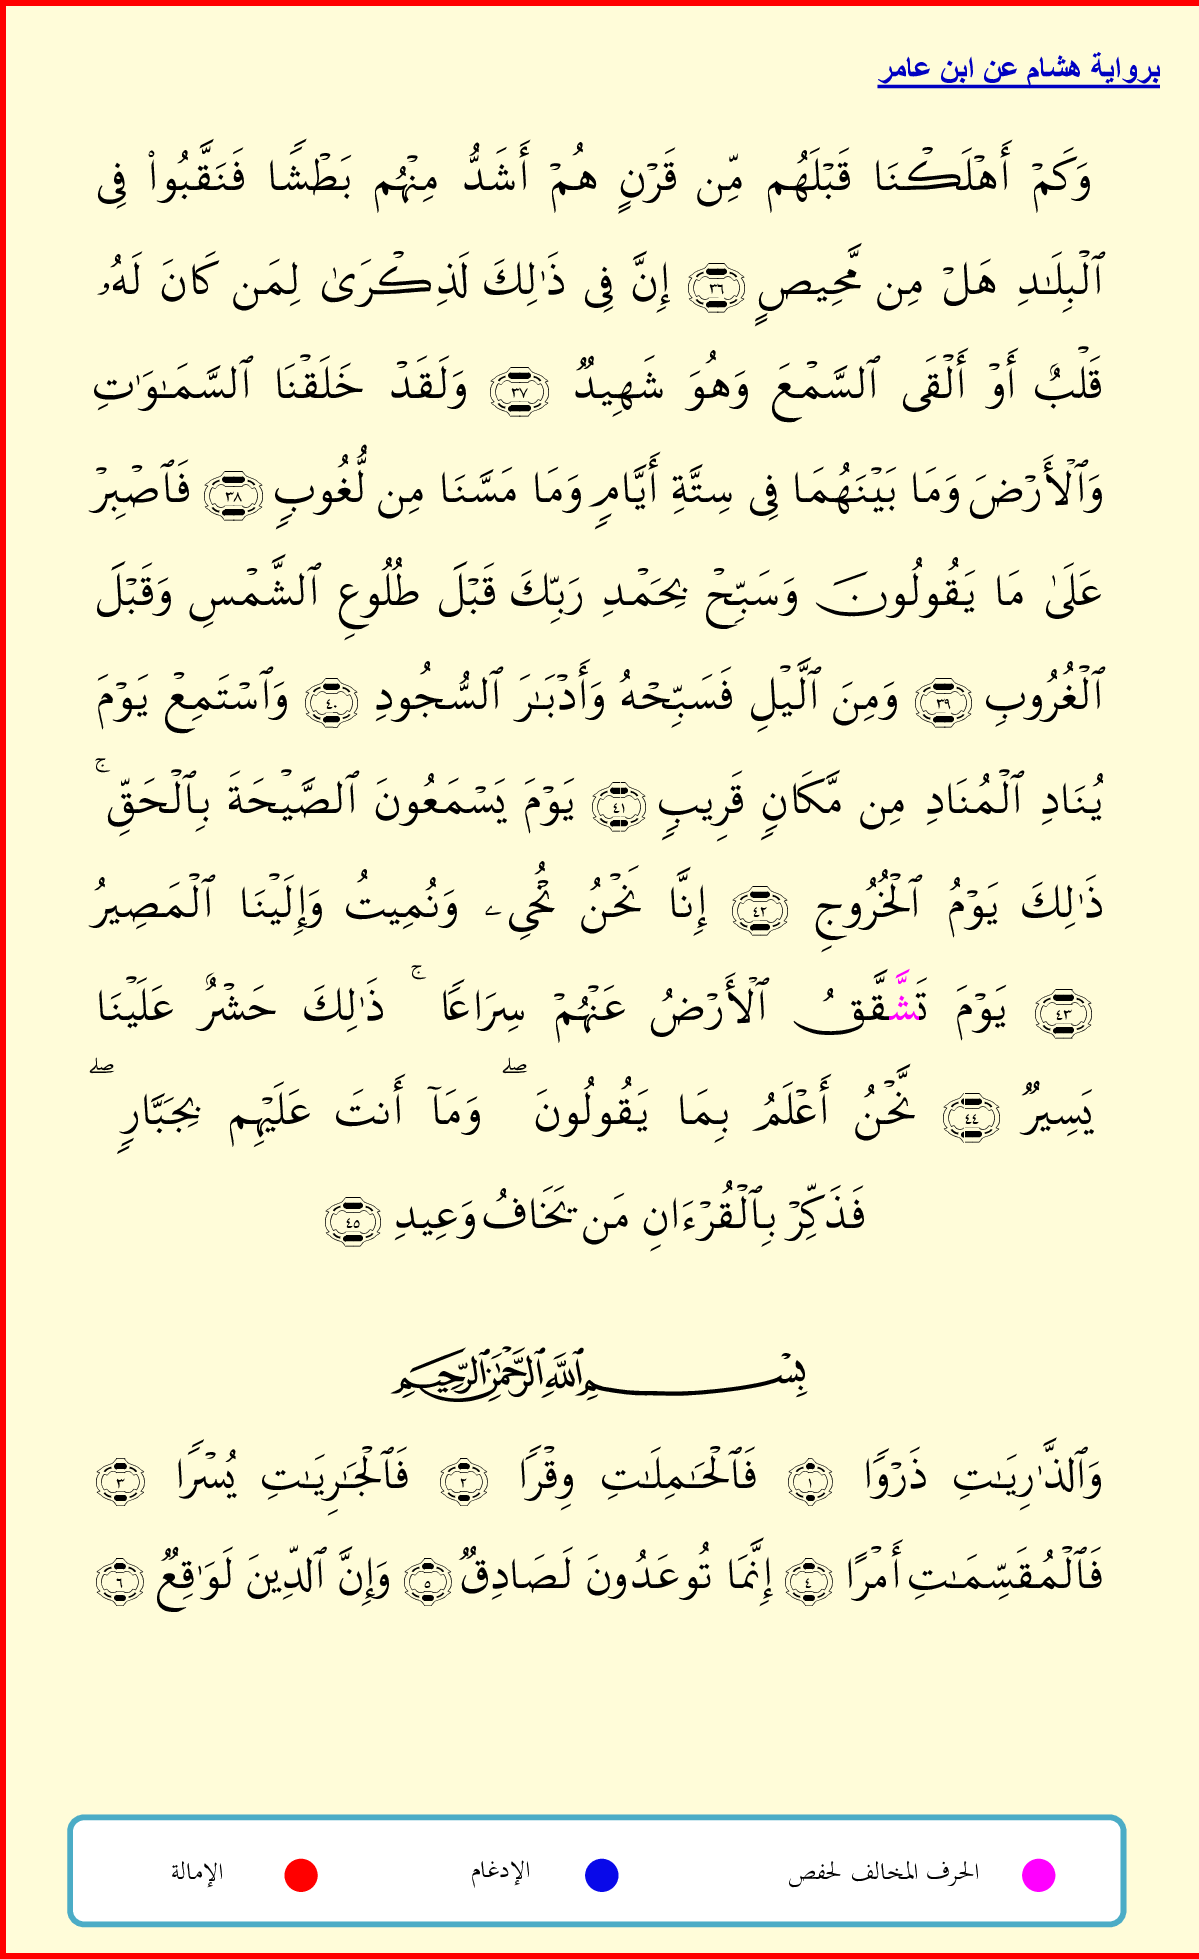 برواية هشام عن ابن عامر
وَكَمْ أَهْلَكْنَا قَبْلَهُم مِّن قَرْنٍ هُمْ أَشَدُّ مِنْهُم بَطْشًا فَنَقَّبُوا۟ فِى
ٱلْبِلَـٰدِ هَلْ مِن مَّحِيصٍ ٣٦ إِنَّ فِى ذَٰلِكَ لَذِكْرَىٰ لِمَن كَانَ لَهُۥ
قَلْبٌ أَوْ أَلْقَى ٱلسَّمْعَ وَهُوَ شَهِيدٌ ٣٧ وَلَقَدْ خَلَقْنَا ٱلسَّمَـٰوَٰتِ
وَٱلْأَرْضَ وَمَا بَيْنَهُمَا فِى سِتَّةِ أَيَّامٍ وَمَا مَسَّنَا مِن لُّغُوبٍ ٣٨ فَٱصْبِرْ
عَلَىٰ مَا يَقُولُونَ وَسَبِّحْ بِحَمْدِ رَبِّكَ قَبْلَ طُلُوعِ ٱلشَّمْسِ وَقَبْلَ
ٱلْغُرُوبِ ٣٩ وَمِنَ ٱلَّيْلِ فَسَبِّحْهُ وَأَدْبَـٰرَ ٱلسُّجُودِ ٤٠ وَٱسْتَمِعْ يَوْمَ
يُنَادِ ٱلْمُنَادِ مِن مَّكَانٍ قَرِيبٍ ٤١ يَوْمَ يَسْمَعُونَ ٱلصَّيْحَةَ بِٱلْحَقِّ ۚ
ذَٰلِكَ يَوْمُ ٱلْخُرُوجِ ٤٢ إِنَّا نَحْنُ نُحْىِۦ وَنُمِيتُ وَإِلَيْنَا ٱلْمَصِيرُ
٤٣ يَوْمَ تَشَّقَّقُ ٱلْأَرْضُ عَنْهُمْ سِرَاعًا ۚ ذَٰلِكَ حَشْرٌ عَلَيْنَا
يَسِيرٌ ٤٤ نَّحْنُ أَعْلَمُ بِمَا يَقُولُونَ ۖ وَمَآ أَنتَ عَلَيْهِم بِجَبَّارٍ ۖ
فَذَكِّرْ بِٱلْقُرْءَانِ مَن يَخَافُ وَعِيدِ ٤٥
بِسْمِ ٱللَّهِ ٱلرَّحْمَـٰنِ ٱلرَّحِيمِ
وَٱلذَّٰرِيَـٰتِ ذَرْوًا ١ فَٱلْحَـٰمِلَـٰتِ وِقْرًا ٢ فَٱلْجَـٰرِيَـٰتِ يُسْرًا ٣
فَٱلْمُقَسِّمَـٰتِ أَمْرًا ٤ إِنَّمَا تُوعَدُونَ لَصَادِقٌ ٥ وَإِنَّ ٱلدِّينَ لَوَٰقِعٌ ٦
الحرف المخالف لحفص الإدغام الإمالة